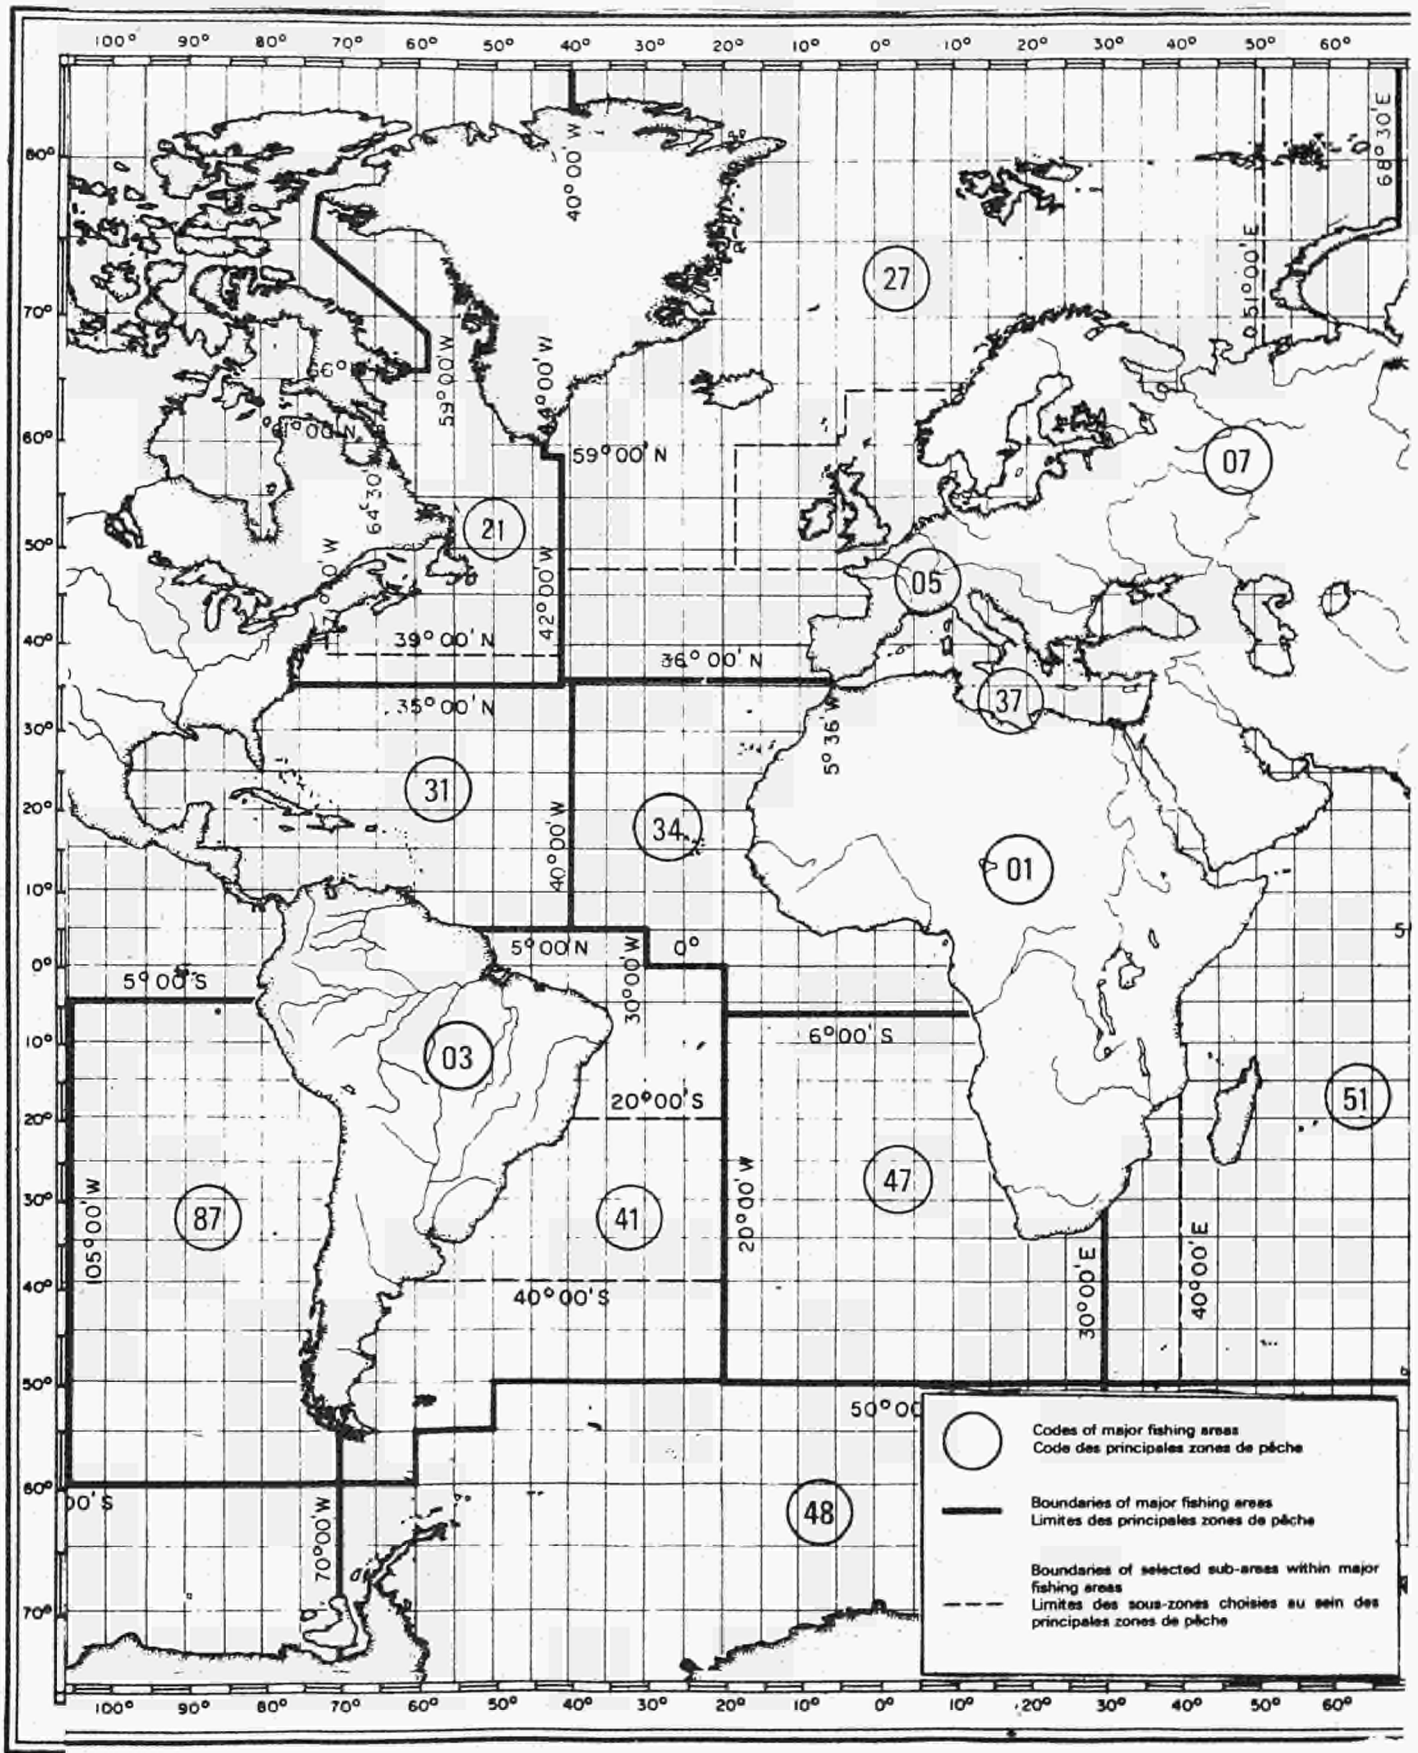 100° 90° 80° 70° 60° 50° 40° 30° 20° 10° 0° 10° 20° 30° 40° 50° 60°
80°
40°00'W
68°30'E
27
51°00'E
70°
59°00'W
44°00'W
60°
59°00'N
07
64°30'
21
50°
05
42°00'W
40°
39°00'N
36°00'N
37
35°00'N
5°36'W
30°
31
20°
34
40°00'W
01
10°
5°00'N
0°
30°00'W
5
0°
5°00'S
6°00'S
10°
03
20°00'S
51
20°
20°00'W
47
30°
87
41
105°00'W
30°00'E
40°00'E
40°
40°00'S
50°
50°00
Codes of major fishing areas
Code des principales zones de pêche
60°
00'S
48
Boundaries of major fishing areas
Limites des principales zones de pêche
70°00'W
Boundaries of selected sub-areas within major
fishing areas
Limites des sous-zones choisies au sein des
principales zones de pêche
70°
100° 90° 80° 70° 60° 50° 40° 30° 20° 10° 0° 10° 20° 30° 40° 50° 60°